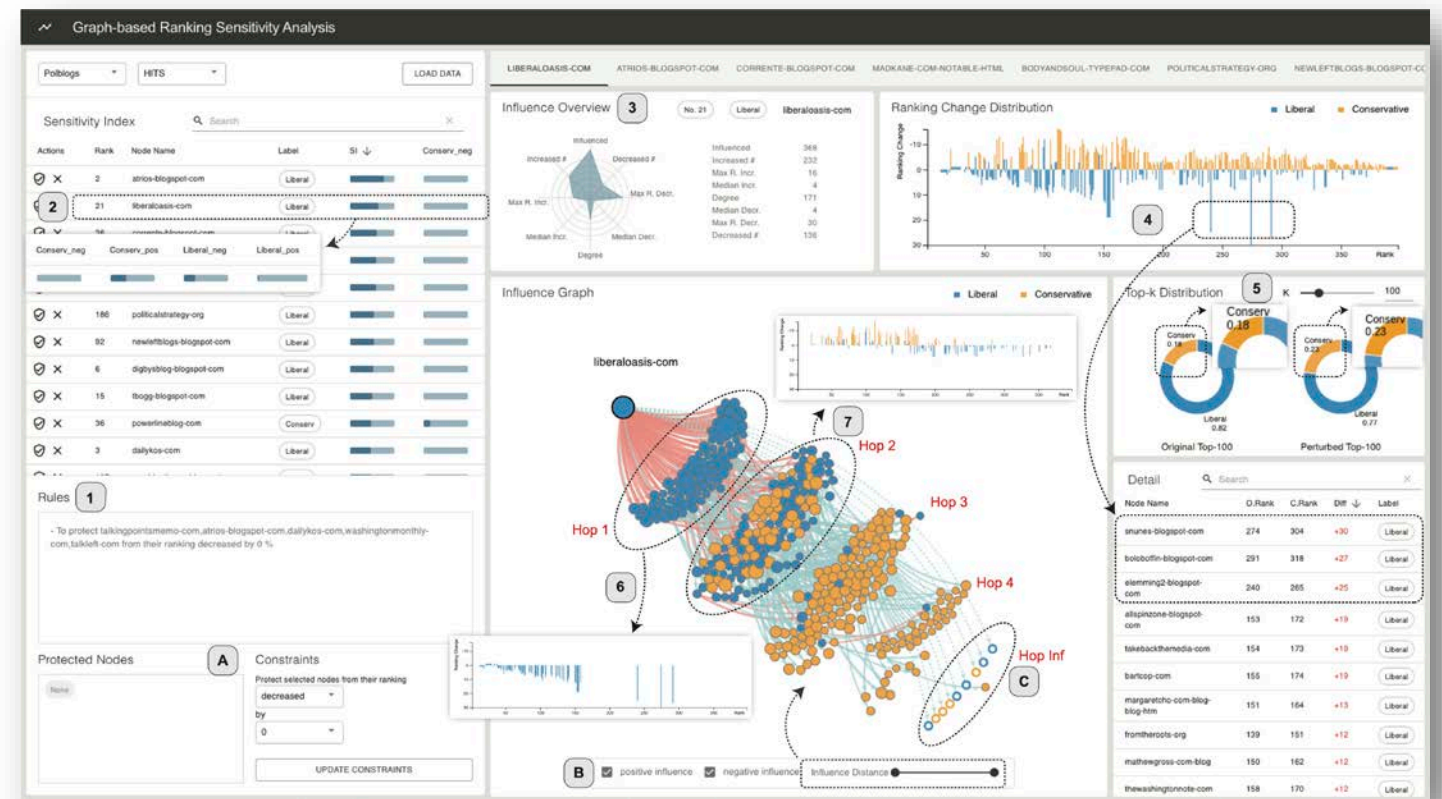 Graph-based Ranking Sensitivity Analysis
Polblogs
HITS
LOAD DATA
Sensitivity Index
Search
Actions Rank Node Name Label SI Conserv_neg
2 atrios-blogspot-com Liberal
2
21 liberaloasis-com Liberal
Conserv_neg Conserv_pos Liberal_neg Liberal_pos
186 politicalstrategy-org Liberal
92 newleftblogs-blogspot-com Liberal
6 digbysblog-blogspot-com Liberal
15 tbogg-blogspot-com Liberal
36 powerlineblog-com Conserv
3 dailykos-com Liberal
Rules 1
- To protect talkingpointsmemo-com,atrios-blogspot-com,dailykos-com,washingtonmonthly-
com,talkleft-com from their ranking decreased by 0 %
Protected Nodes
None
A
Constraints
Protect selected nodes from their ranking
decreased
by
0
UPDATE CONSTRAINTS
LIBERALOASIS-COM ATRIOS-BLOGSPOT-COM CORRENTE-BLOGSPOT-COM MADKANE-COM-NOTABLE-HTML BODYANDSOUL-TYPEPAD-COM POLITICALSTRATEGY-ORG NEWLEFTBLOGS-BLOGSPOT-CO
Influence Overview 3
No. 21 Liberal liberaloasis-com
Influenced
Increased #
Decreased #
Max R. Incr.
Max R. Decr.
Median Incr.
Median Decr.
Degree
Influenced 368
Increased # 232
Max R. Incr. 16
Median Incr. 4
Degree 171
Median Decr. 4
Max R. Decr. 30
Decreased # 136
Ranking Change Distribution
Liberal Conservative
Ranking Change
-10
0
10
20
30
50 100 150 200 250 300 350 Rank
4
Influence Graph
Liberal Conservative
liberaloasis-com
Hop 1
Hop 2
Hop 3
Hop 4
Hop Inf
6
7
C
B
positive influence negative influence Influence Distance
Top-k Distribution 5
K 100
Conserv
0.18
Conserv
0.18
Liberal
0.82
Original Top-100
Conserv
0.23
Conserv
0.23
Liberal
0.77
Perturbed Top-100
Detail
Search
Node Name O.Rank C.Rank Diff Label
snunes-blogspot-com 274 304 +30 Liberal
boloboffin-blogspot-com 291 318 +27 Liberal
elemming2-blogspot-
com 240 265 +25 Liberal
allspinzone-blogspot-
com 153 172 +19 Liberal
takebackthemedia-com 154 173 +19 Liberal
bartcop-com 155 174 +19 Liberal
margaretcho-com-blog-
blog-htm 151 164 +13 Liberal
fromtheroots-org 139 151 +12 Liberal
mathewgross-com-blog 150 162 +12 Liberal
thewashingtonnote-com 158 170 +12 Liberal